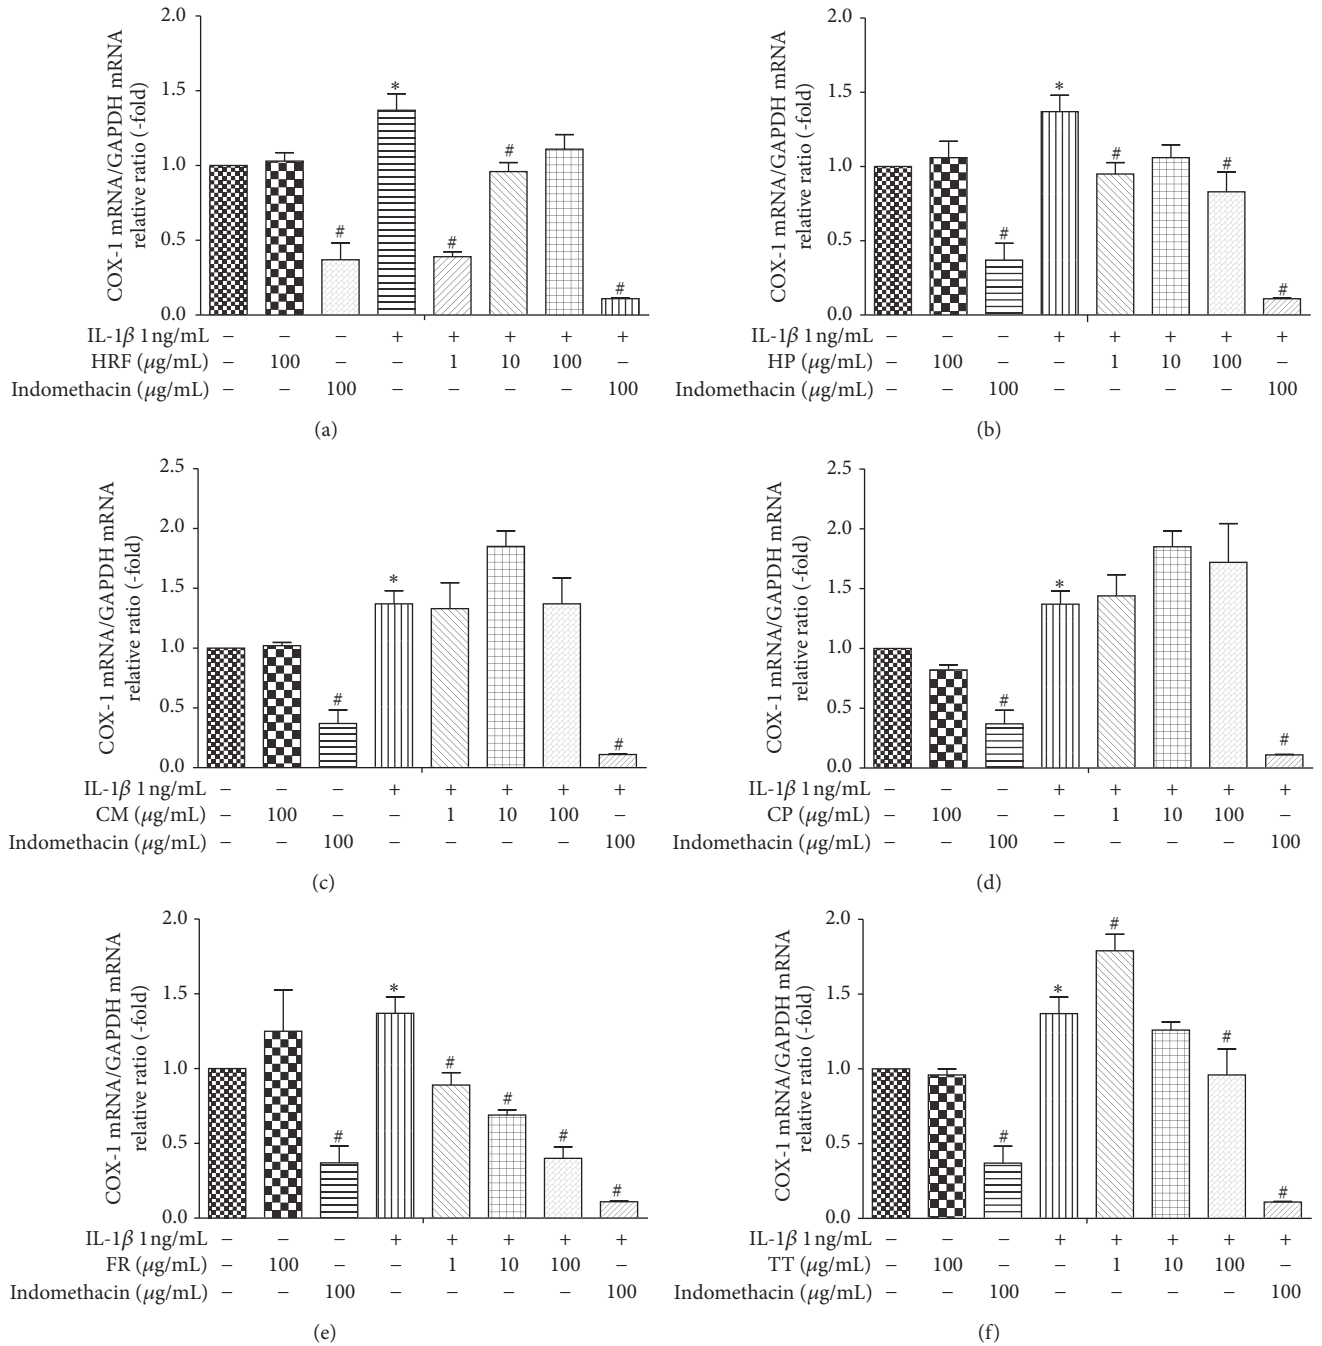 COX-1 mRNA/GAPDH mRNA
relative ratio (-fold)
2.0
1.5
1.0
0.5
0.0
#
*
#
#
#
IL-1β 1 ng/mL − − − + + + + +
HRF (μg/mL) − 100 − − 1 10 100 −
Indomethacin (μg/mL) − − 100 − − − − 100
(a)
COX-1 mRNA/GAPDH mRNA
relative ratio (-fold)
2.0
1.5
1.0
0.5
0.0
#
*
#
#
#
IL-1β 1 ng/mL − − − + + + + +
HP (μg/mL) − 100 − − 1 10 100 −
Indomethacin (μg/mL) − − 100 − − − − 100
(b)
COX-1 mRNA/GAPDH mRNA
relative ratio (-fold)
2.5
2.0
1.5
1.0
0.5
0.0
#
*
#
IL-1β 1 ng/mL − − − + + + + +
CM (μg/mL) − 100 − − 1 10 100 −
Indomethacin (μg/mL) − − 100 − − − − 100
(c)
COX-1 mRNA/GAPDH mRNA
relative ratio (-fold)
2.5
2.0
1.5
1.0
0.5
0.0
#
*
#
IL-1β 1 ng/mL − − − + + + + +
CP (μg/mL) − 100 − − 1 10 100 −
Indomethacin (μg/mL) − − 100 − − − − 100
(d)
COX-1 mRNA/GAPDH mRNA
relative ratio (-fold)
2.0
1.5
1.0
0.5
0.0
#
*
#
#
#
#
IL-1β 1 ng/mL − − − + + + + +
FR (μg/mL) − 100 − − 1 10 100 −
Indomethacin (μg/mL) − − 100 − − − − 100
(e)
COX-1 mRNA/GAPDH mRNA
relative ratio (-fold)
2.0
1.5
1.0
0.5
0.0
#
*
#
#
#
IL-1β 1 ng/mL − − − + + + + +
TT (μg/mL) − 100 − − 1 10 100 −
Indomethacin (μg/mL) − − 100 − − − − 100
(f)